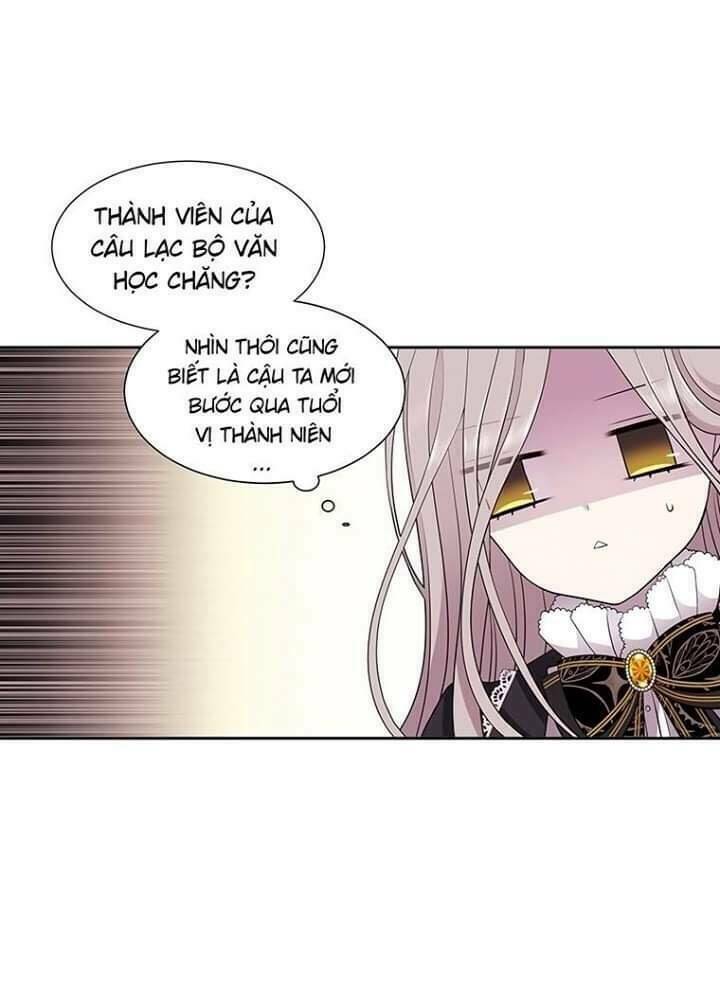 THÀNH VIÊN CỦA
CÂU LẠC BỘ VĂN
HỌC CHĂNG?
NHÌN THÔI CŨNG
BIẾT LÀ CẬU TA MỚI
BƯỚC QUA TUỔI
VỊ THÀNH NIÊN
...